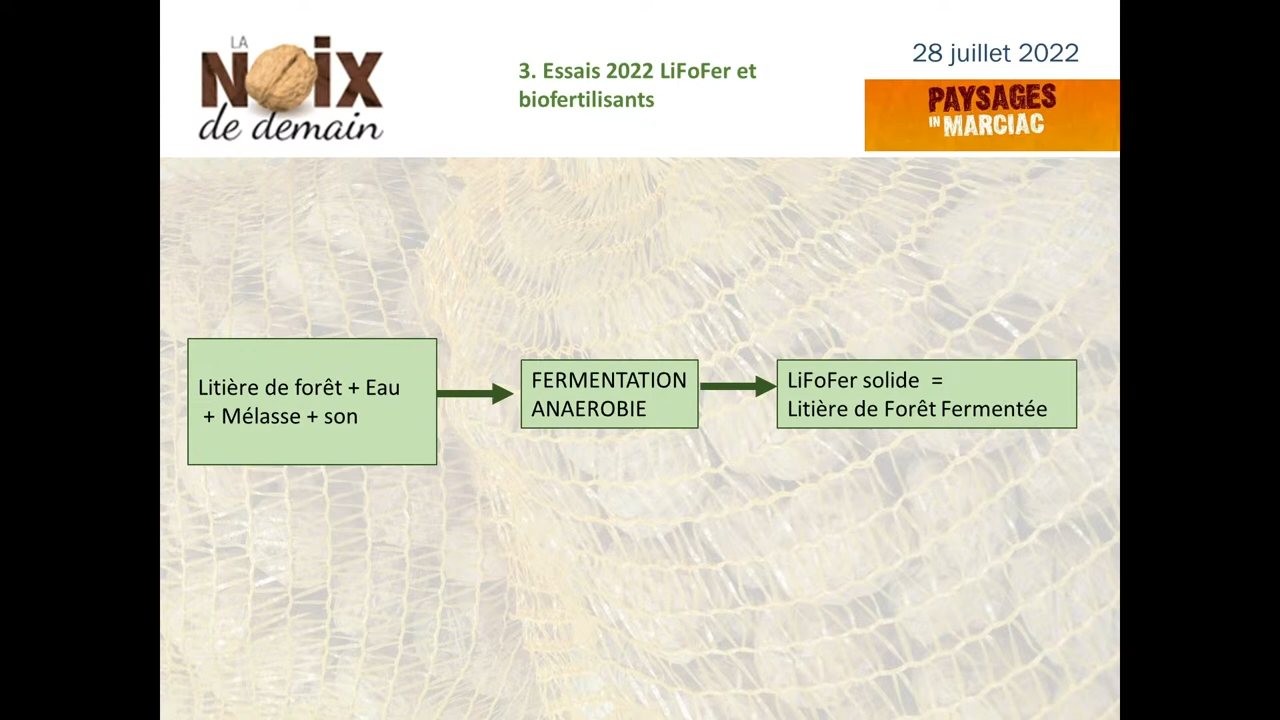 LA
NOIX
de demain
3. Essais 2022 LiFoFer et
biofertilisants
28 juillet 2022
PAYSAGES
IN MARCIAC
Litière de forêt + Eau
+ Mélasse + son
FERMENTATION
ANAEROBIE
LiFoFer solide =
Litière de Forêt Fermentée